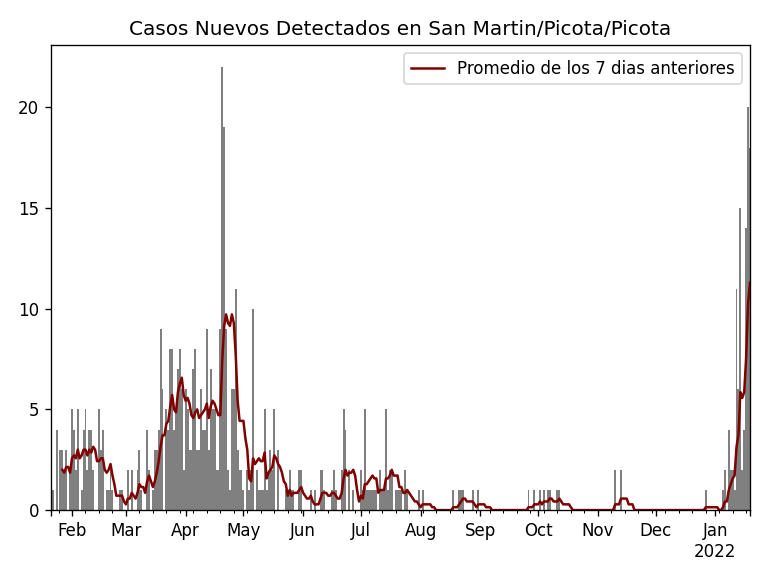 Casos Nuevos Detectados en San Martin/Picota/Picota
Promedio de los 7 dias anteriores
20
15
10
5
0
Feb Mar Apr May Jun Jul Aug Sep Oct Nov Dec Jan
2022